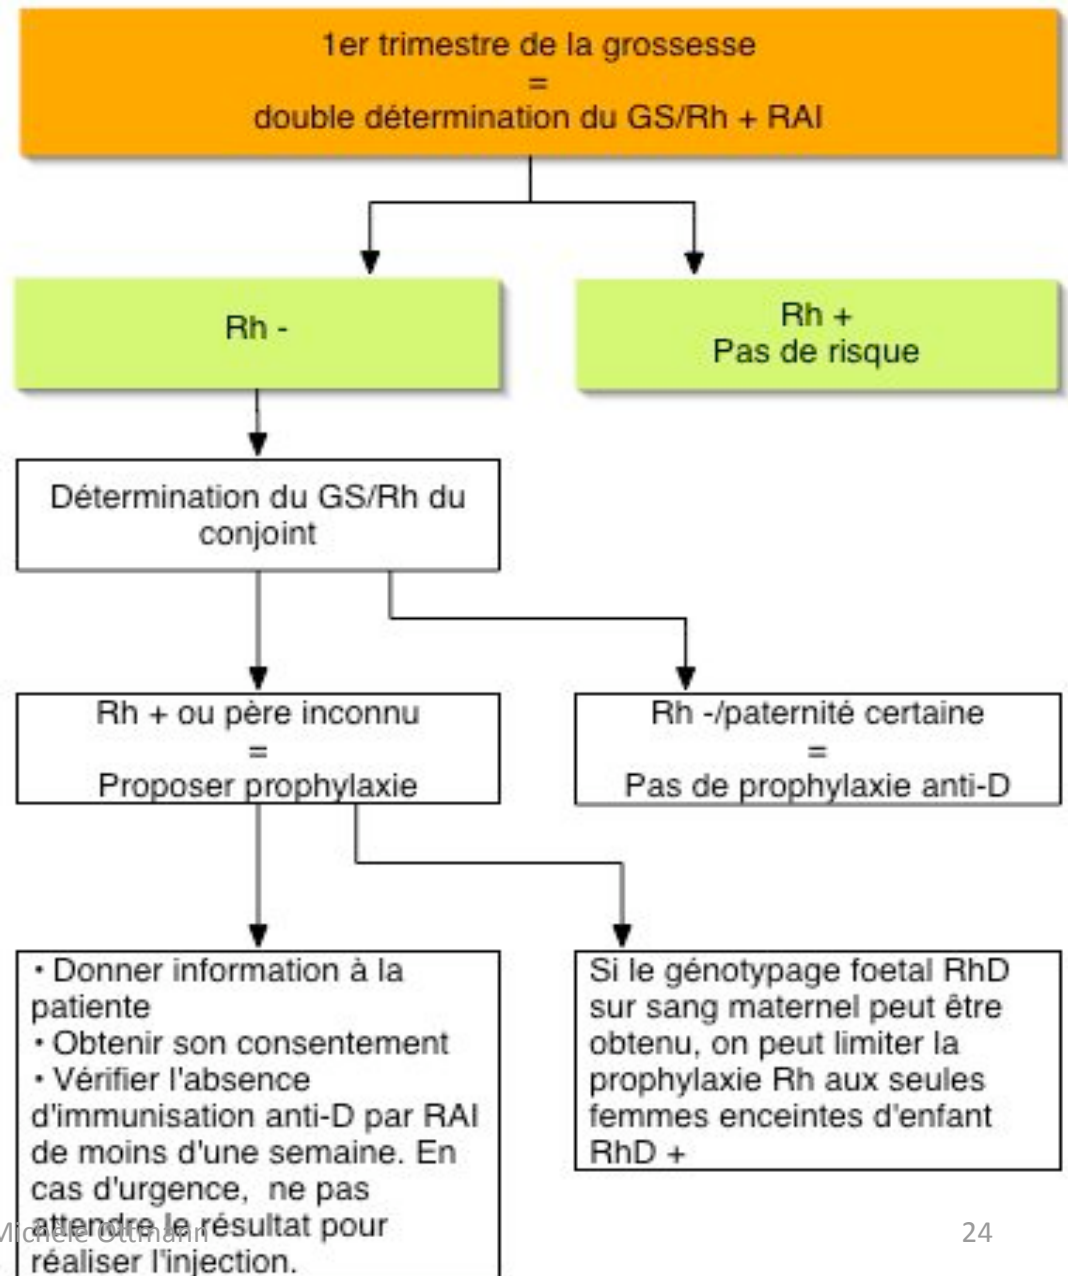 1er trimestre de la grossesse
=
double détermination du GS/Rh + RAI
Rh -
Rh +
Pas de risque
Détermination du GS/Rh du
conjoint
Rh + ou père inconnu
=
Proposer prophylaxie
Rh -/paternité certaine
=
Pas de prophylaxie anti-D
• Donner information à la
patiente
• Obtenir son consentement
• Vérifier l'absence
d'immunisation anti-D par RAI
de moins d'une semaine. En
cas d'urgence, ne pas
attendre le résultat pour
réaliser l'injection.
Si le génotypage foetal RhD
sur sang maternel peut être
obtenu, on peut limiter la
prophylaxie Rh aux seules
femmes enceintes d'enfant
RhD +
Michèle Ottmann
24